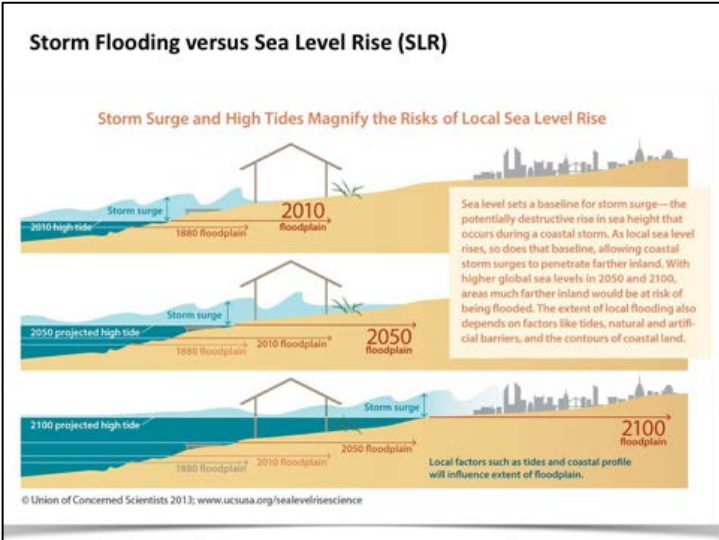 Storm Flooding versus Sea Level Rise (SLR)
Storm Surge and High Tides Magnify the Risks of Local Sea Level Rise
Storm surge
2010 high tide
1880 floodplain
2010
floodplain
Sea level sets a baseline for storm surge—the
potentially destructive rise in sea height that
occurs during a coastal storm. As local sea level
rises, so does that baseline, allowing coastal
storm surges to penetrate farther inland. With
higher global sea levels in 2050 and 2100,
areas much farther inland would be at risk of
being flooded. The extent of local flooding also
depends on factors like tides, natural and artifi-
cial barriers, and the contours of coastal land.
Storm surge
2050 projected high tide
1880 floodplain
2010 floodplain
2050
floodplain
Storm surge
2100 projected high tide
1880 floodplain
2010 floodplain
2050 floodplain
2100
floodplain
Local factors such as tides and coastal profile
will influence extent of floodplain.
© Union of Concerned Scientists 2013; www.ucsusa.org/sealevelrisescience